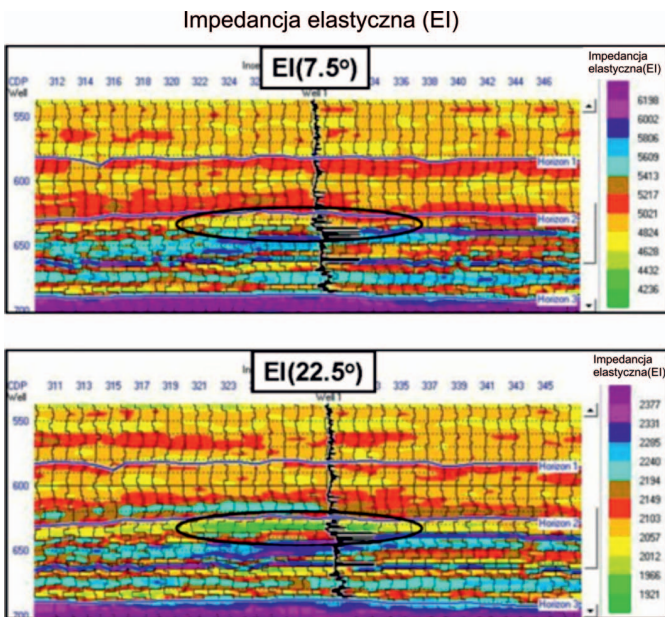 Impedancja elastyczna (EI)
EI(7.5°)
CDP 312 314 316 318 320 322 324 334 336 338 340 342 344 346
Well Well 1
550
600
650
700
Horizon 1
Horizon 2
Horizon 3
Impedancja
elastyczna(EI)
6198
6002
5806
5609
5413
5217
5021
4824
4628
4432
4236
EI(22.5°)
CDP 311 313 315 317 319 321 323 335 337 339 341 343 345
Well Well 1
550
600
650
700
Horizon 1
Horizon 2
Horizon 3
Impedancja
elastyczna(EI)
2377
2331
2285
2240
2194
2149
2103
2057
2012
1966
1921